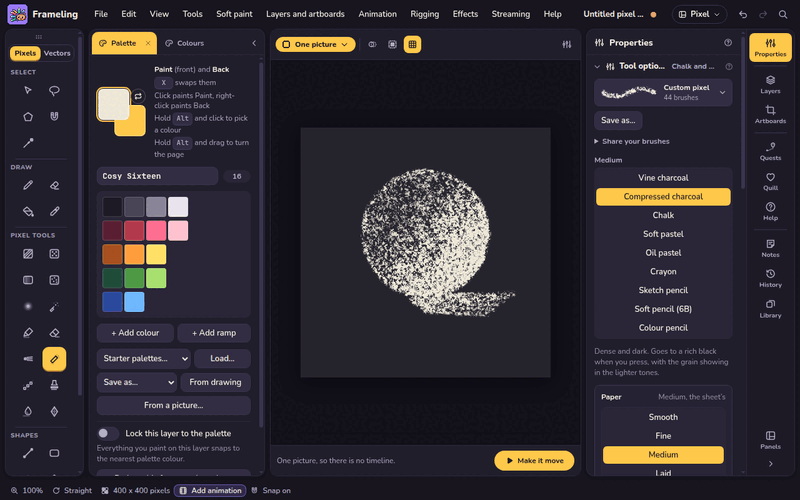 Frameling
File
Edit
View
Tools
Soft paint
Layers and artboards
Animation
Rigging
Effects
Streaming
Help
Untitled pixel ...
Pixel
Pixels
Vectors
SELECT
DRAW
PIXEL TOOLS
SHAPES
Palette
Colours
Paint (front) and Back
X swaps them
Click paints Paint, right-
click paints Back
Hold Alt and click to pick
a colour
Hold Alt and drag to turn
the page
Cosy Sixteen
16
+ Add colour
+ Add ramp
Starter palettes...
Load...
Save as...
From drawing
From a picture...
Lock this layer to the palette
Everything you paint on this layer snaps to
the nearest palette colour.
One picture
One picture, so there is no timeline.
Make it move
Properties
Tool optio...
Chalk and ...
Custom pixel
44 brushes
Save as...
Share your brushes
Medium
Vine charcoal
Compressed charcoal
Chalk
Soft pastel
Oil pastel
Crayon
Sketch pencil
Soft pencil (6B)
Colour pencil
Dense and dark. Goes to a rich black
when you press, with the grain showing
in the lighter tones.
Paper
Medium, the sheet's
Smooth
Fine
Medium
Laid
Properties
Layers
Artboards
Quests
Quill
Help
Notes
History
Library
Panels
100%
Straight
400 x 400 pixels
Add animation
Snap on